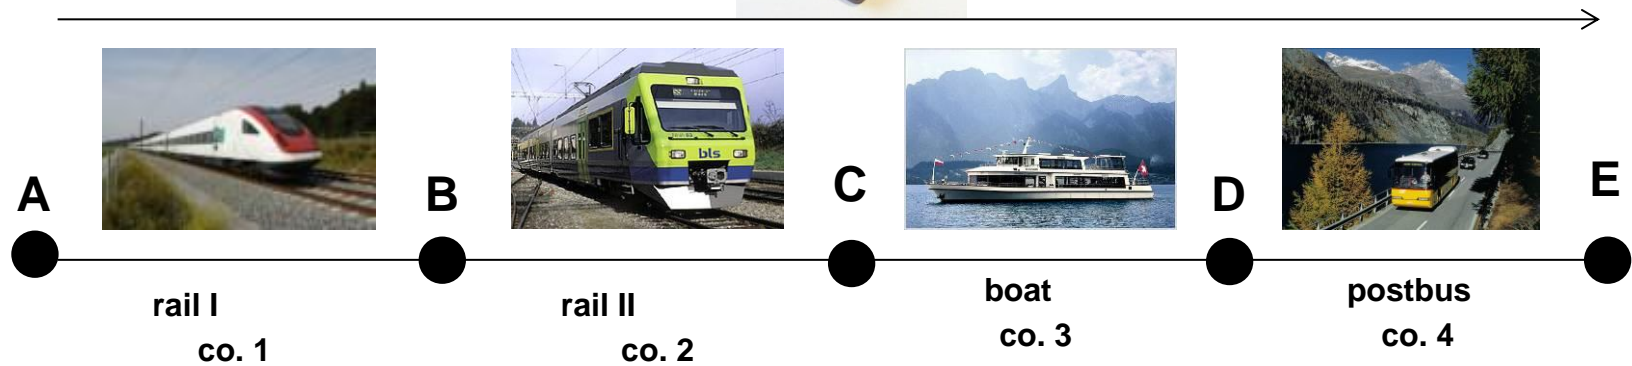 A
B
C
D
E
bls
rail I
co. 1
rail II
co. 2
boat
co. 3
postbus
co. 4